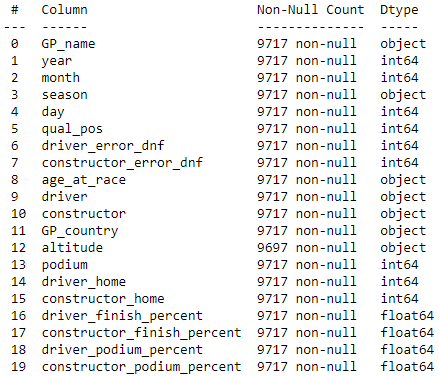 #   Column                      Non-Null Count  Dtype
---  ------                      --------------  -----
 0   GP_name                     9717 non-null   object
 1   year                        9717 non-null   int64
 2   month                       9717 non-null   int64
 3   season                      9717 non-null   object
 4   day                         9717 non-null   int64
 5   qual_pos                    9717 non-null   int64
 6   driver_error_dnf            9717 non-null   int64
 7   constructor_error_dnf       9717 non-null   int64
 8   age_at_race                 9717 non-null   object
 9   driver                      9717 non-null   object
 10  constructor                 9717 non-null   object
 11  GP_country                  9717 non-null   object
 12  altitude                    9697 non-null   object
 13  podium                      9717 non-null   int64
 14  driver_home                 9717 non-null   int64
 15  constructor_home            9717 non-null   int64
 16  driver_finish_percent       9717 non-null   float64
 17  constructor_finish_percent  9717 non-null   float64
 18  driver_podium_percent       9717 non-null   float64
 19  constructor_podium_percent  9717 non-null   float64